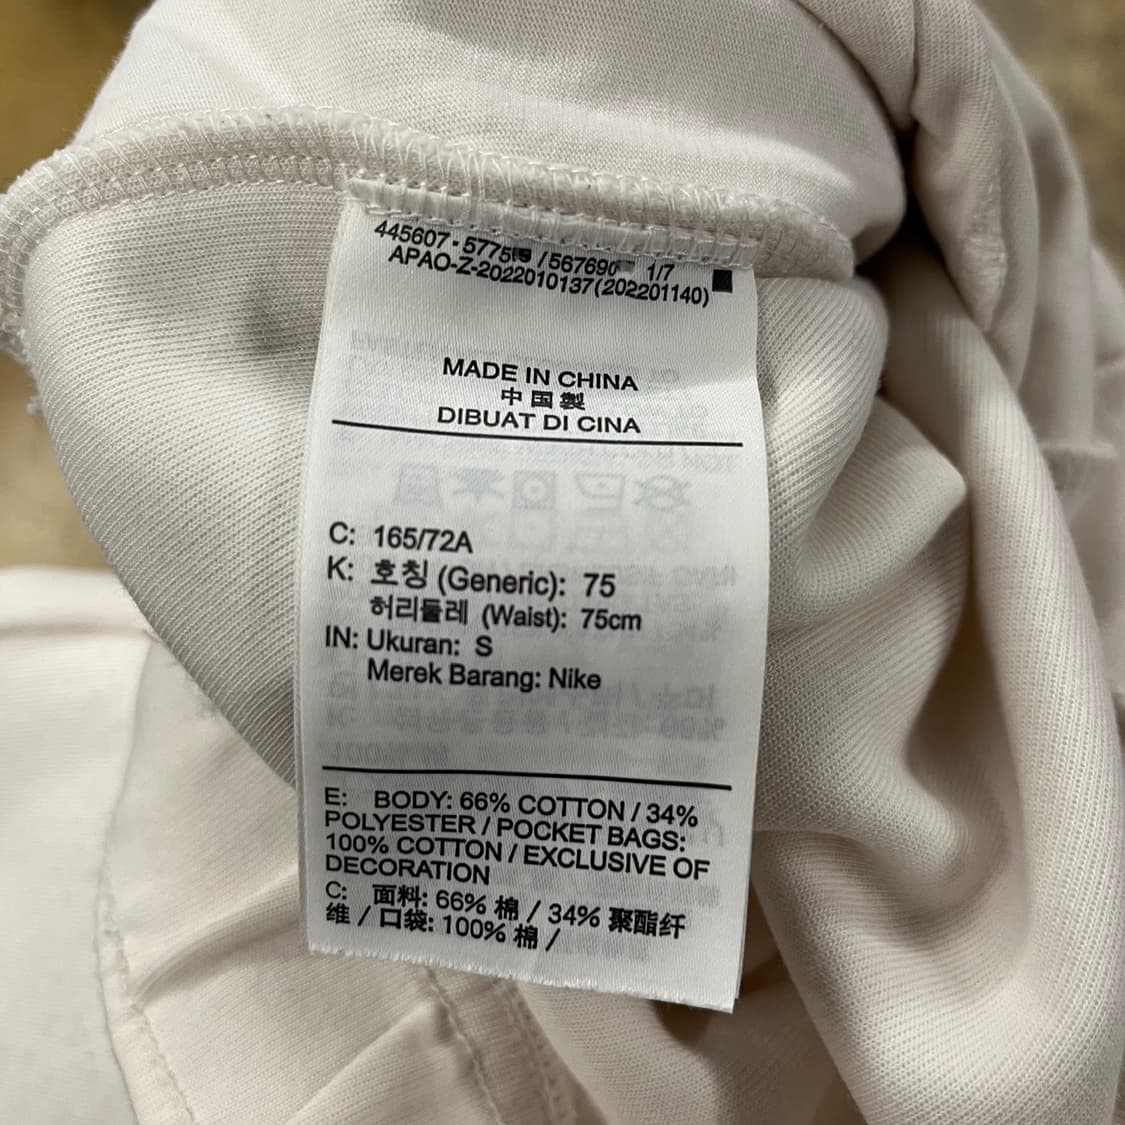 445607-5775 /567690 1/7
APAO-Z-2022010137(202201140)
MADE IN CHINA
中国製
DIBUAT DI CINA
C: 165/72A
K: 호칭 (Generic): 75
허리둘레 (Waist): 75cm
IN: Ukuran: S
Merek Barang: Nike
E: BODY: 66% COTTON / 34%
POLYESTER / POCKET BAGS:
100% COTTON / EXCLUSIVE OF
DECORATION
C: 面料: 66% 棉 / 34% 聚酯纤
维 / 口袋: 100% 棉 /